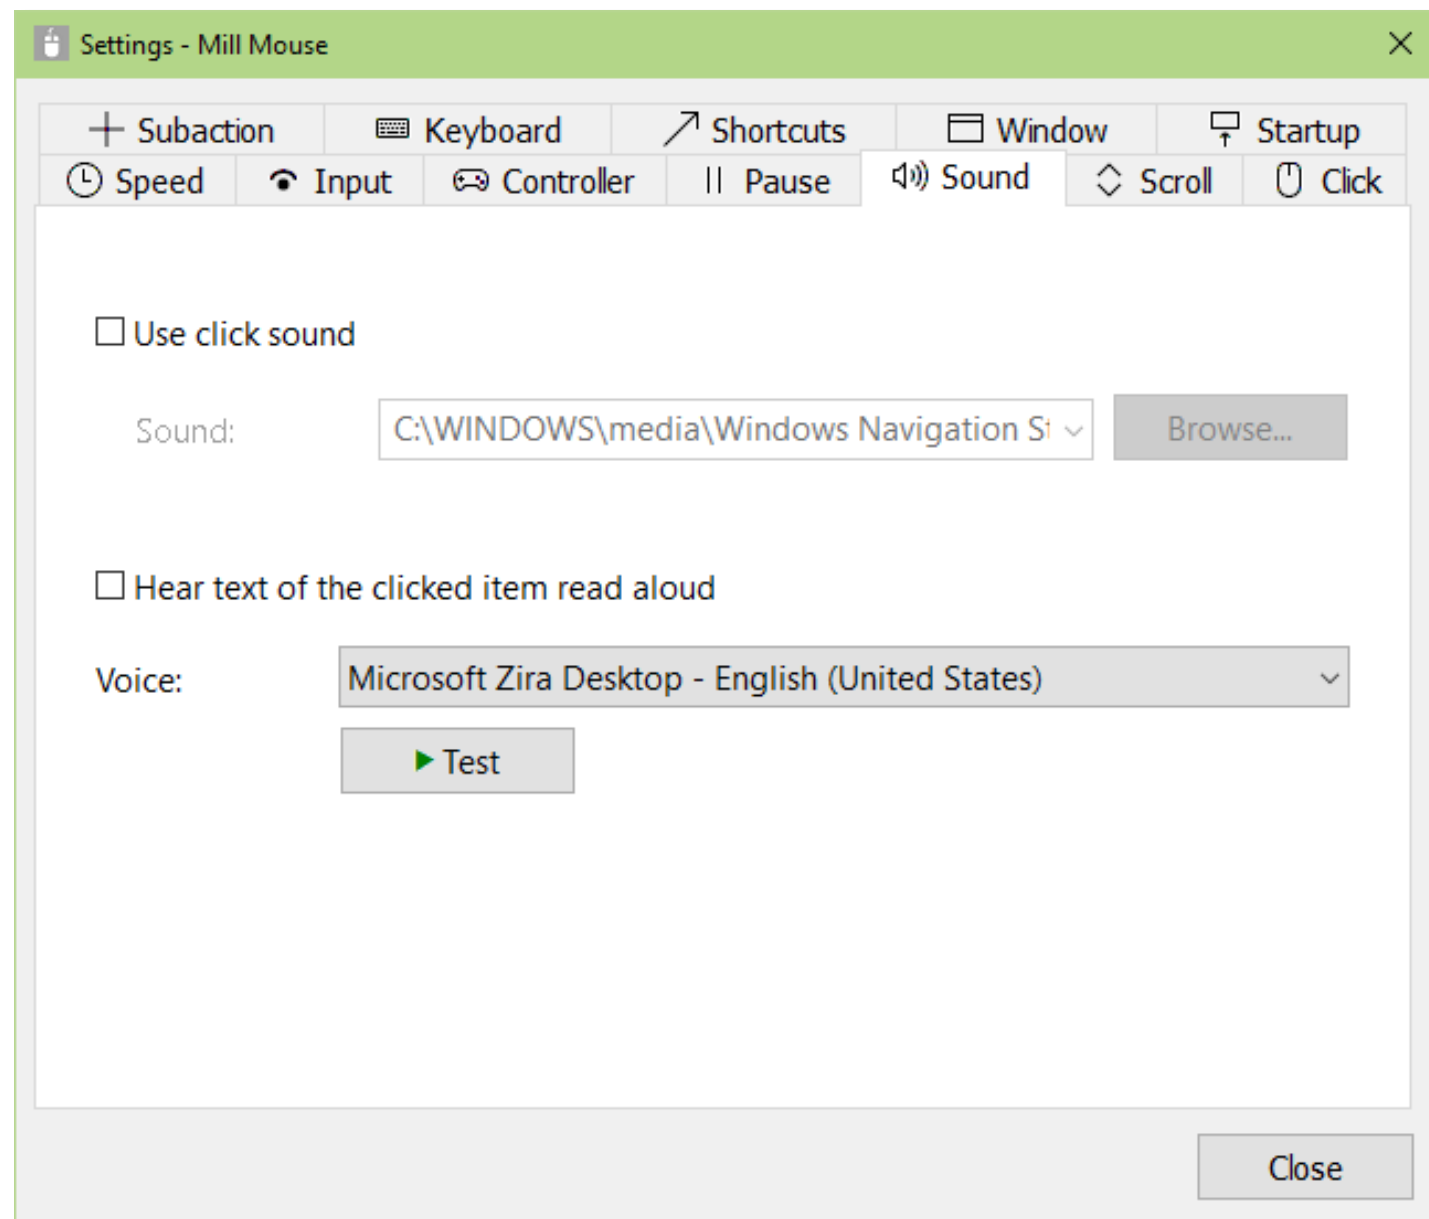 Settings - Mill Mouse
Subaction Keyboard Shortcuts Window Startup
Speed Input Controller Pause Sound Scroll Click
Use click sound
Sound: C:\WINDOWS\media\Windows Navigation Browse...
Hear text of the clicked item read aloud
Voice: Microsoft Zira Desktop - English (United States)
Test
Close